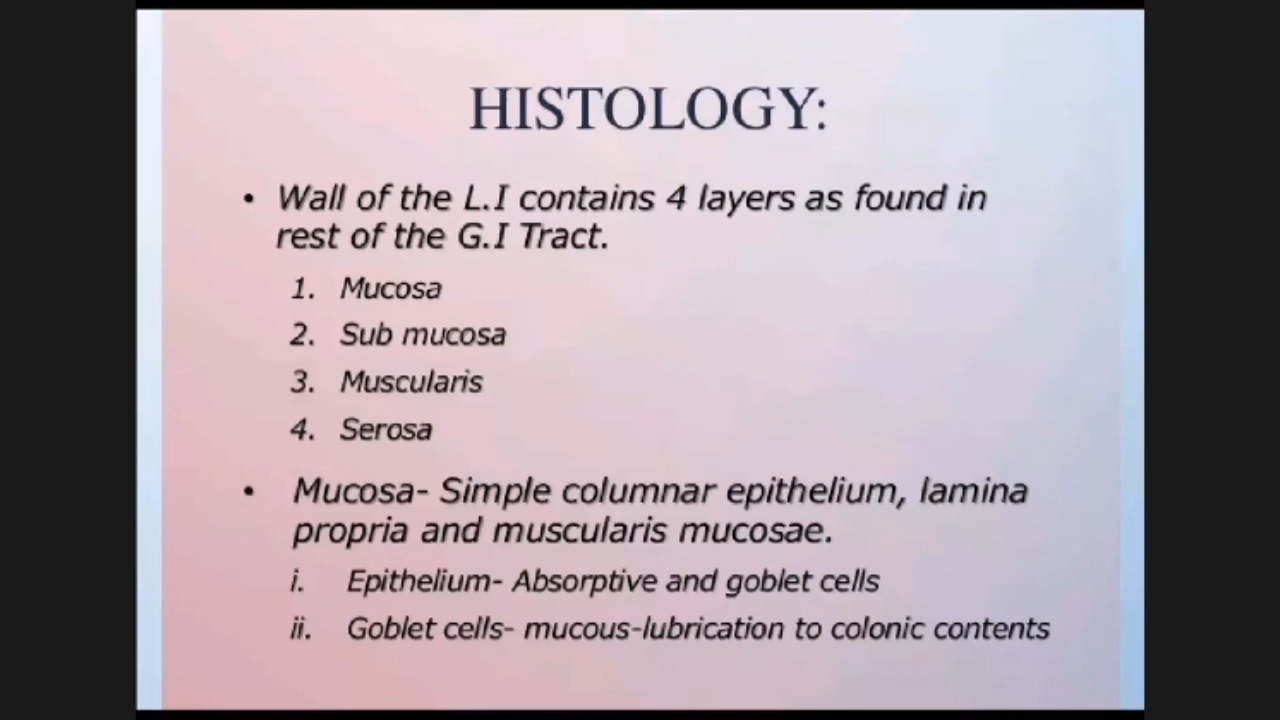 HISTOLOGY:
• Wall of the L.I contains 4 layers as found in
rest of the G.I Tract.
1. Mucosa
2. Sub mucosa
3. Muscularis
4. Serosa
• Mucosa- Simple columnar epithelium, lamina
propria and muscularis mucosae.
i. Epithelium- Absorptive and goblet cells
ii. Goblet cells- mucous-lubrication to colonic contents